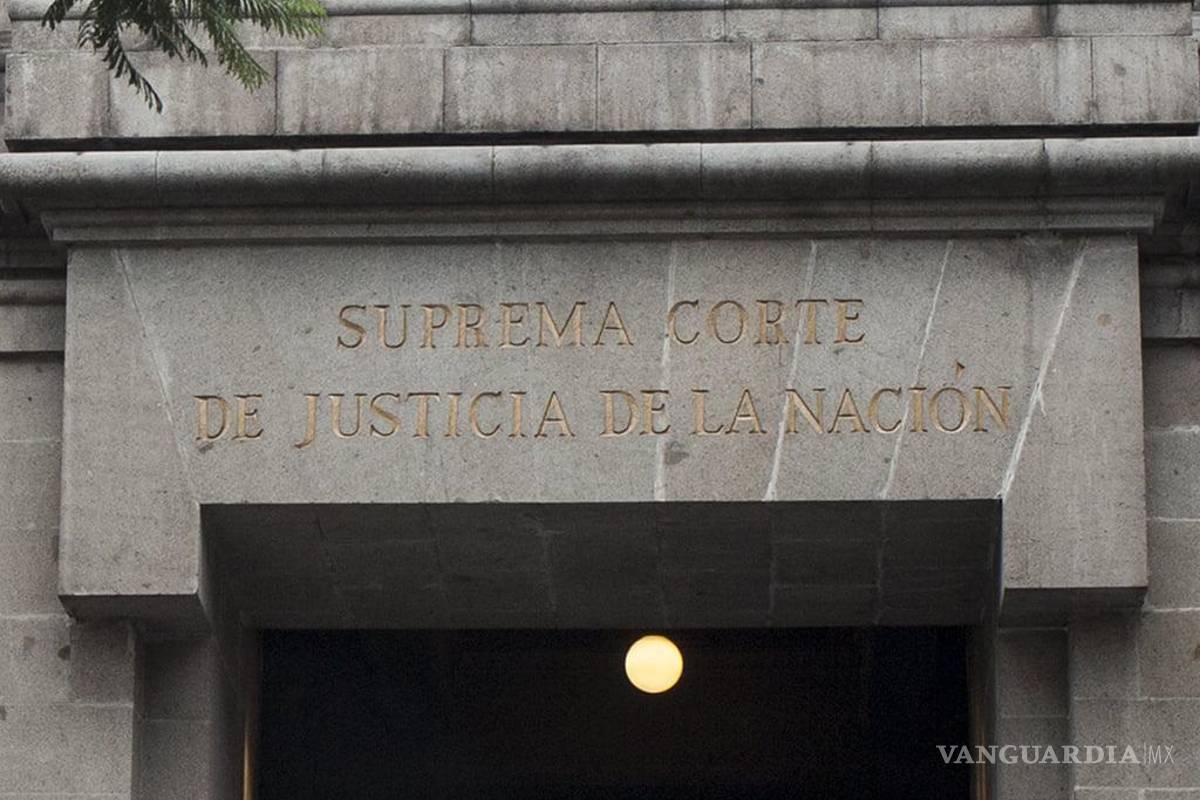 SUPREMA CORTE
DE JUSTICIA DE LA NACIÓN
VANGUARDIA|MX